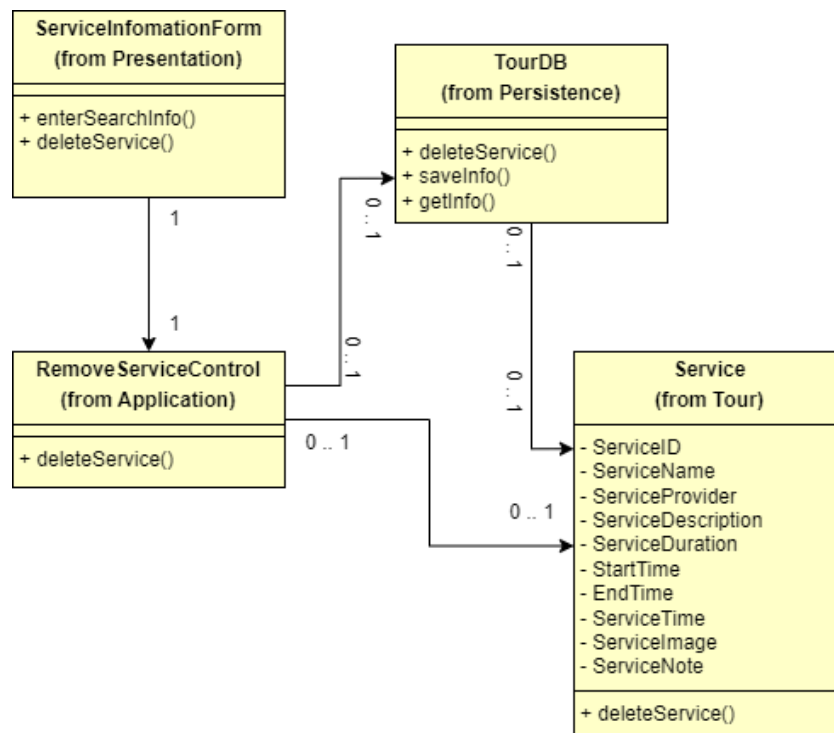 ServiceInfomationForm
(from Presentation)
+ enterSearchInfo()
+ deleteService()
TourDB
(from Persistence)
+ deleteService()
+ saveInfo()
+ getInfo()
1
1
0 .. 1
0 .. 1
0 .. 1
0 .. 1
RemoveServiceControl
(from Application)
+ deleteService()
0 .. 1
0 .. 1
Service
(from Tour)
- ServiceID
- ServiceName
- ServiceProvider
- ServiceDescription
- ServiceDuration
- StartTime
- EndTime
- ServiceTime
- ServiceImage
- ServiceNote
+ deleteService()